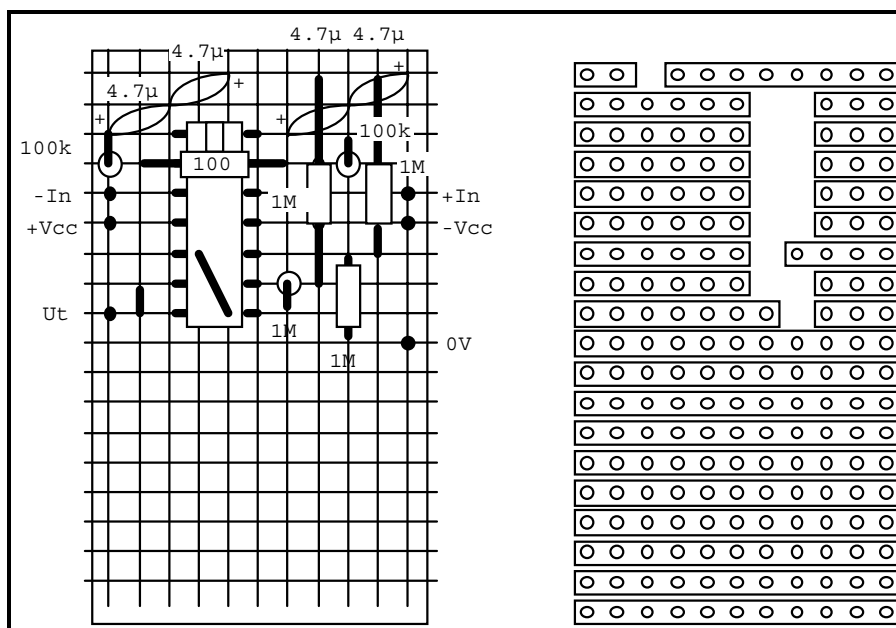 4.7µ 4.7µ
4.7µ
+
4.7µ
+
+
+
100k
100k
100
1M
-In
1M
+In
+Vcc
-Vcc
Ut
1M
0V
1M